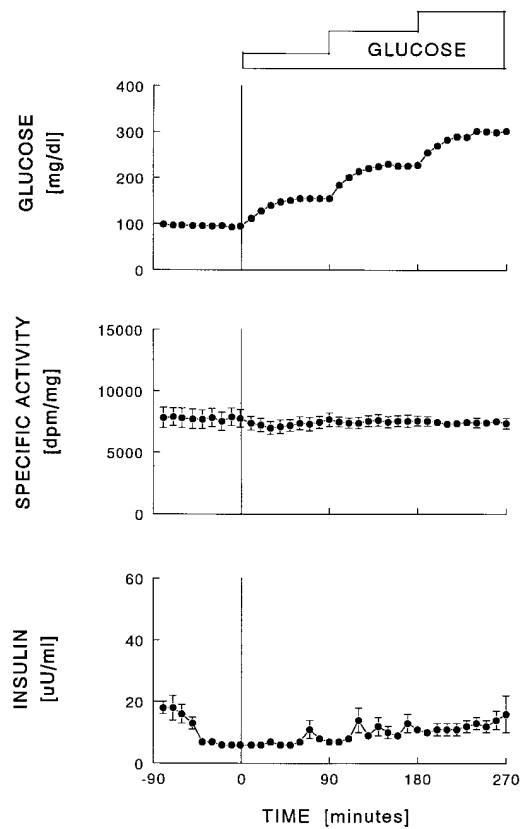 GLUCOSE
GLUCOSE
[mg/dl]
400
300
200
100
0
SPECIFIC ACTIVITY
[dpm/mg]
15000
10000
5000
0
INSULIN
[uU/ml]
60
40
20
0
-90 0 90 180 270
TIME [minutes]